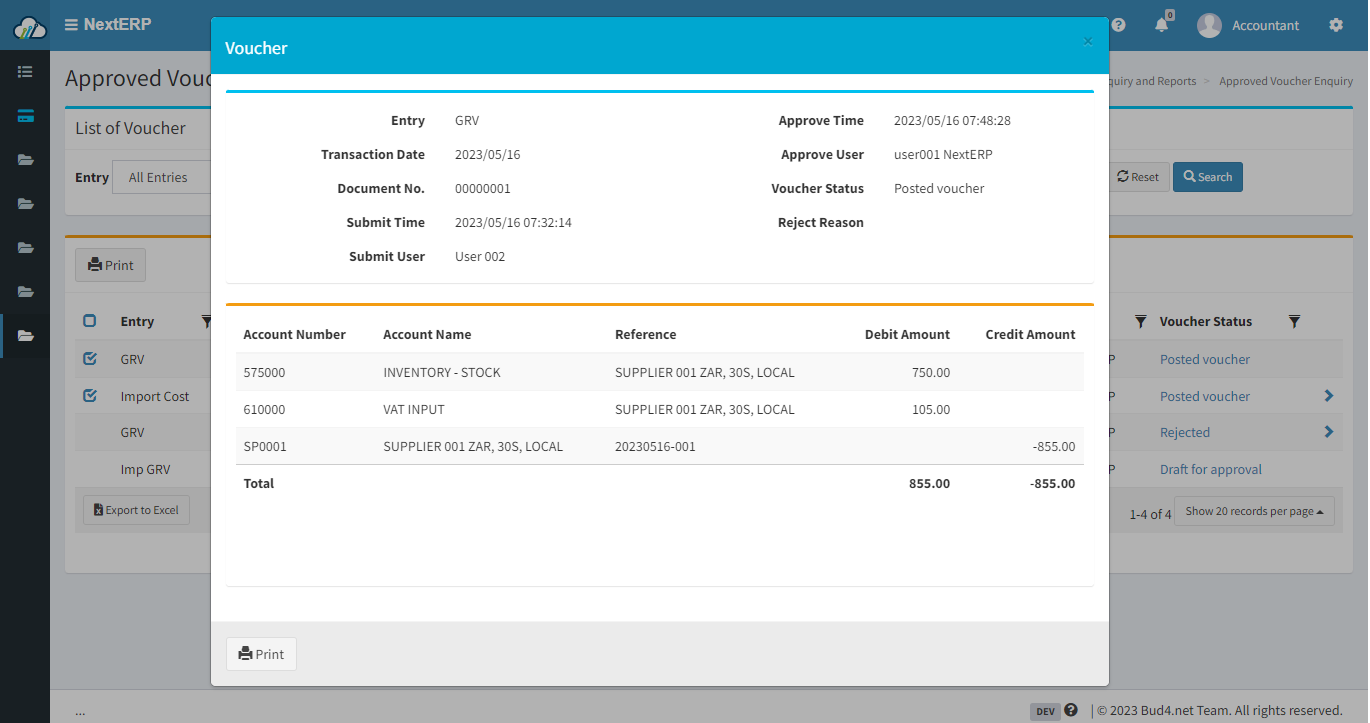 NextERP
0
Accountant
Approved Vouc
quiry and Reports > Approved Voucher Enquiry
List of Voucher
Entry All Entries
Reset Search
Print
Entry
Voucher Status
GRV
P Posted voucher
Import Cost
P Posted voucher
GRV
P Rejected
Imp GRV
P Draft for approval
Export to Excel
1-4 of 4 Show 20 records per page
Voucher
×
Entry GRV Approve Time 2023/05/16 07:48:28
Transaction Date 2023/05/16 Approve User user001 NextERP
Document No. 00000001 Voucher Status Posted voucher
Submit Time 2023/05/16 07:32:14 Reject Reason
Submit User User 002
Account Number Account Name Reference Debit Amount Credit Amount
575000 INVENTORY - STOCK SUPPLIER 001 ZAR, 30S, LOCAL 750.00
610000 VAT INPUT SUPPLIER 001 ZAR, 30S, LOCAL 105.00
SP0001 SUPPLIER 001 ZAR, 30S, LOCAL 20230516-001 -855.00
Total 855.00 -855.00
Print
... DEV ? | © 2023 Bud4.net Team. All rights reserved.